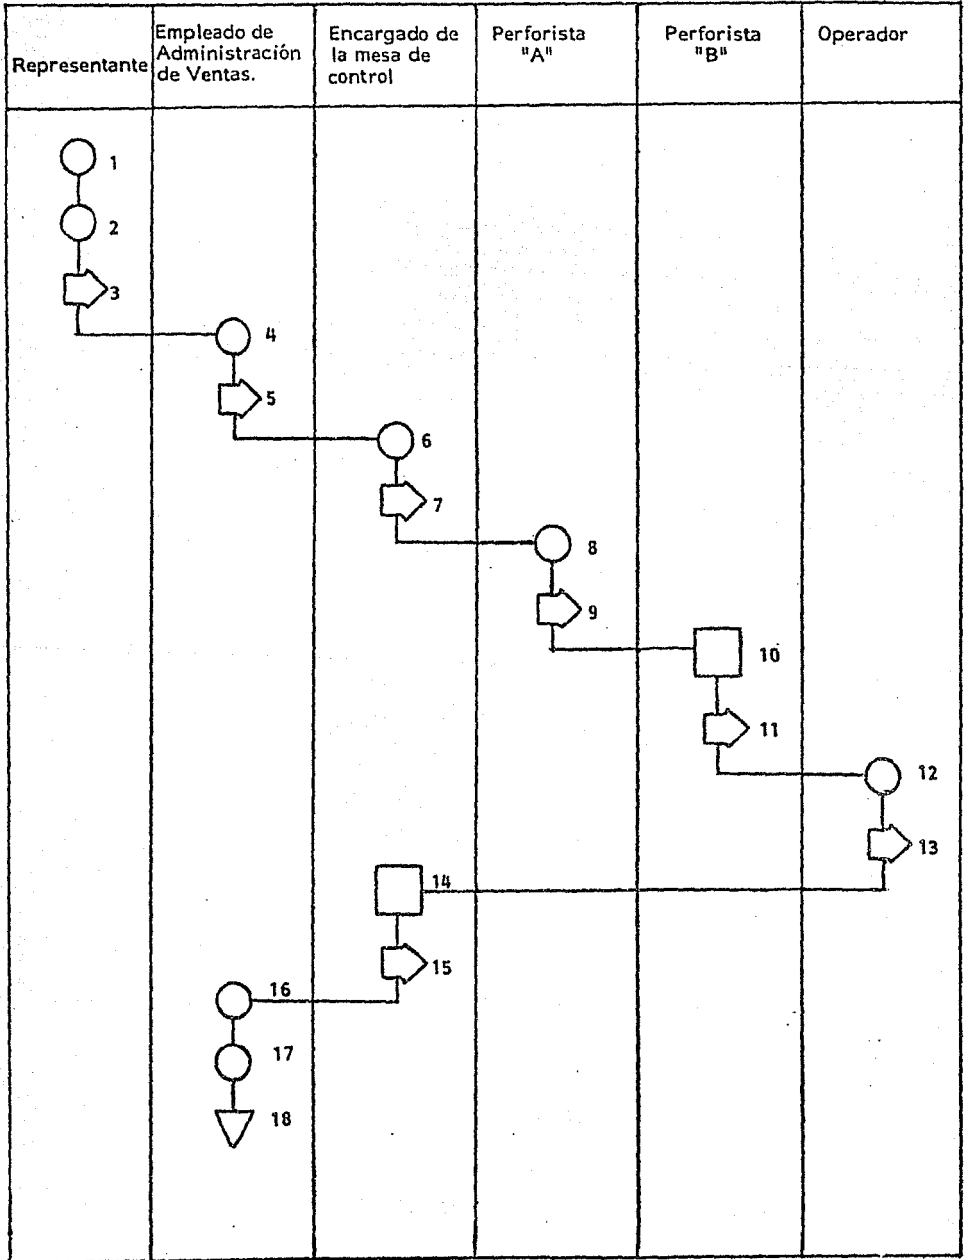 Representante
Empleado de
Administración
de Ventas.
Encargado de
la mesa de
control
Perforista
"A"
Perforista
"B"
Operador
1
2
3
4
5
6
7
8
9
10
11
12
13
14
15
16
17
18